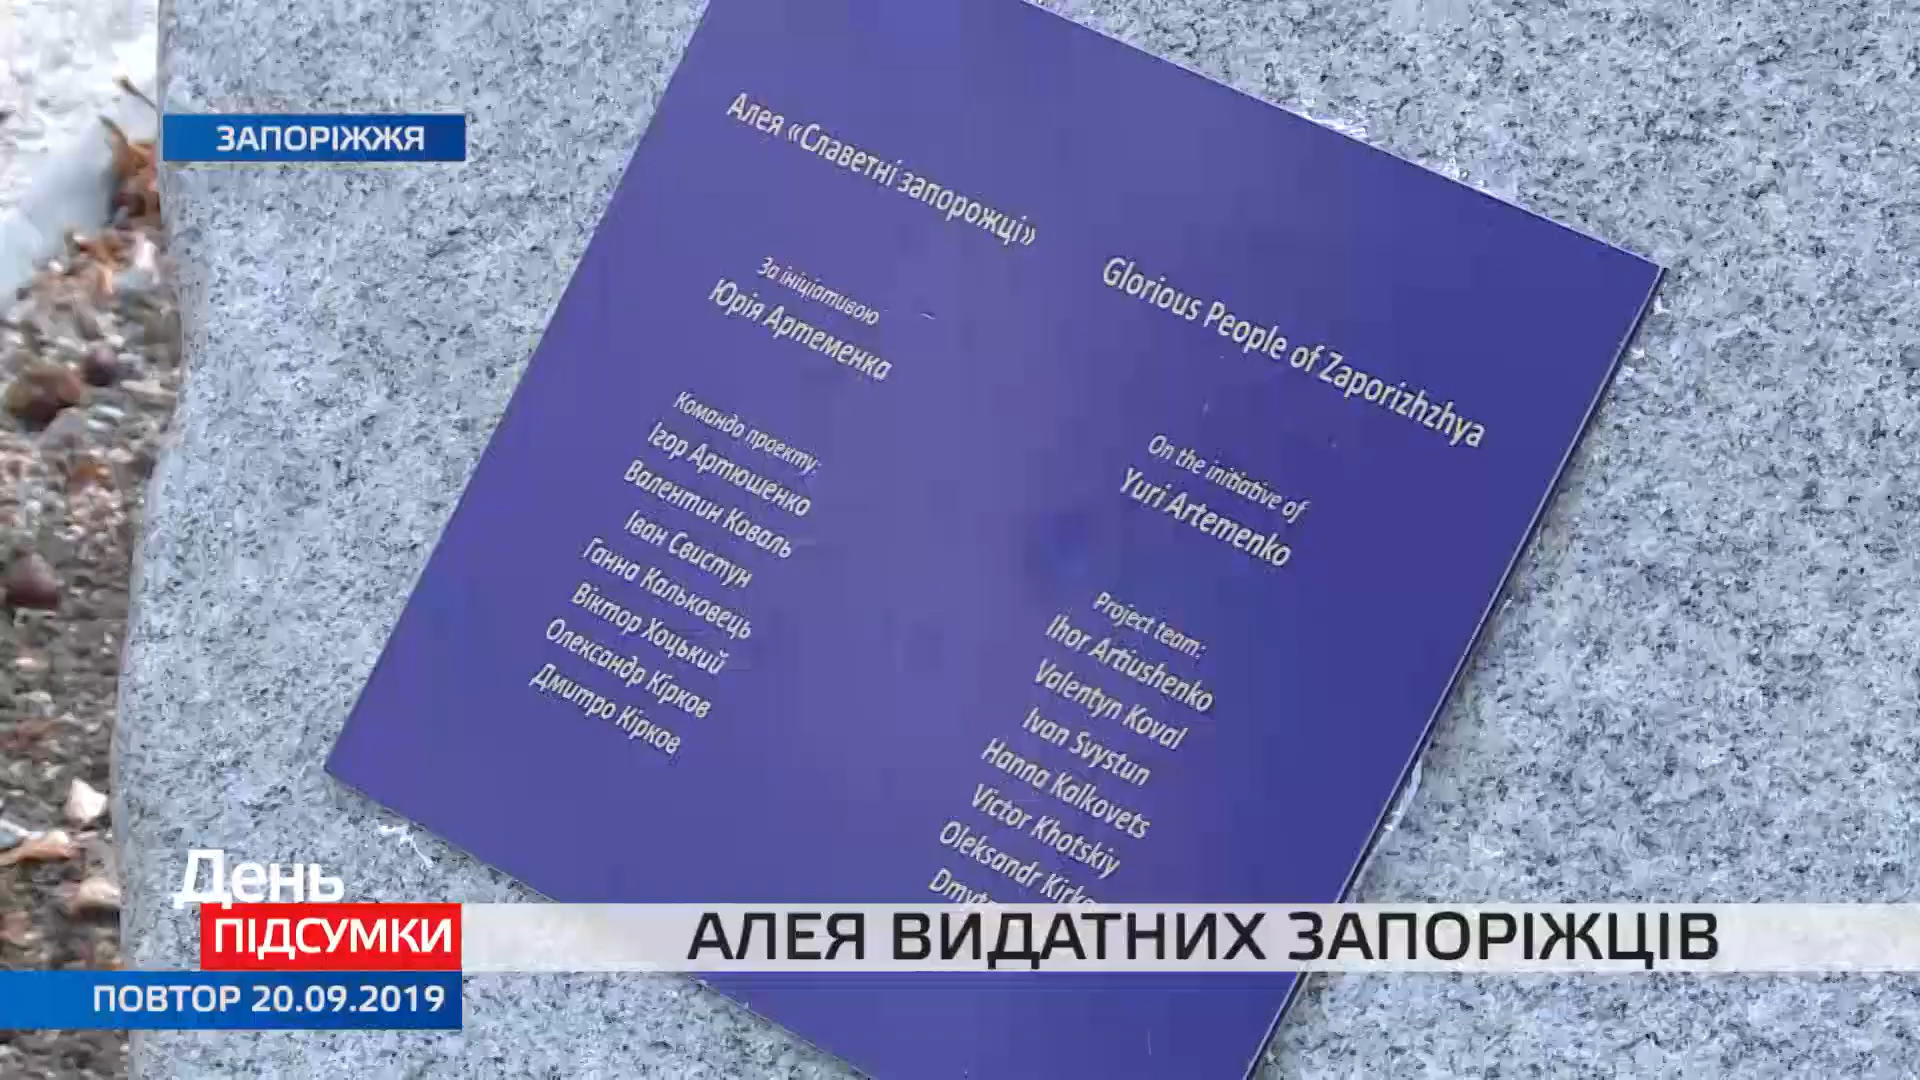 ЗАПОРІЖЖЯ
Алея «Славетні запорожці»
За ініціативою
Юрія Артеменка
Команда проекту:
Ігор Артюшенко
Валентин Коваль
Іван Свистун
Ганна Кальковець
Віктор Хоцький
Олександр Кірков
Дмитро Кірков
Glorious People of Zaporizhzhya
On the initiative of
Yuri Artemenko
Project team:
Ihor Artiushenko
Valentyn Koval
Ivan Svystun
Hanna Kalkovets
Victor Khotskiy
Oleksandr
День
ПІДСУМКИ
АЛЕЯ ВИДАТНИХ ЗАПОРІЖЦІВ
ПОВТОР 20.09.2019